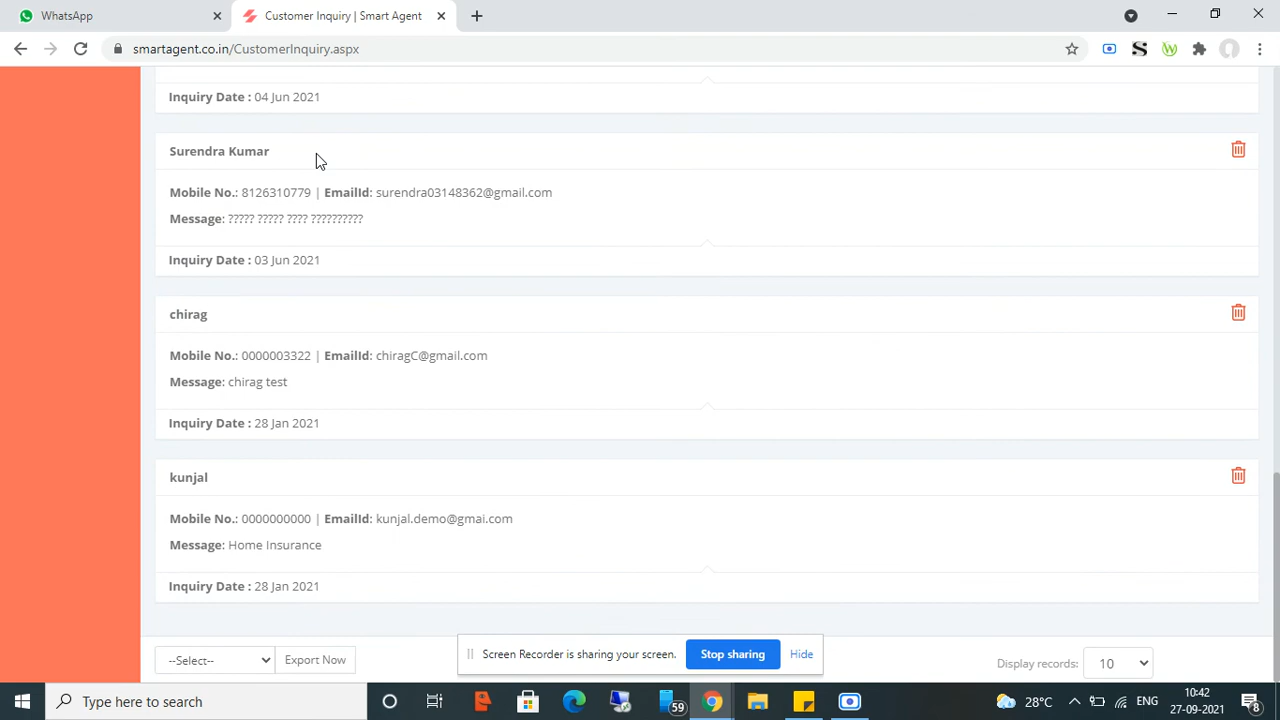 WhatsApp
Customer Inquiry | Smart Agent
smartagent.co.in/CustomerInquiry.aspx
Inquiry Date : 04 Jun 2021
Surendra Kumar
Mobile No.: 8126310779 | EmailId: surendra03148362@gmail.com
Message: ????? ????? ???? ??????????
Inquiry Date : 03 Jun 2021
chirag
Mobile No.: 0000003322 | EmailId: chiragC@gmail.com
Message: chirag test
Inquiry Date : 28 Jan 2021
kunjal
Mobile No.: 0000000000 | EmailId: kunjal.demo@gmai.com
Message: Home Insurance
Inquiry Date : 28 Jan 2021
--Select-- Export Now
Screen Recorder is sharing your screen. Stop sharing Hide
Display records: 10
Type here to search
59
28°C
ENG
10:42
27-09-2021
8